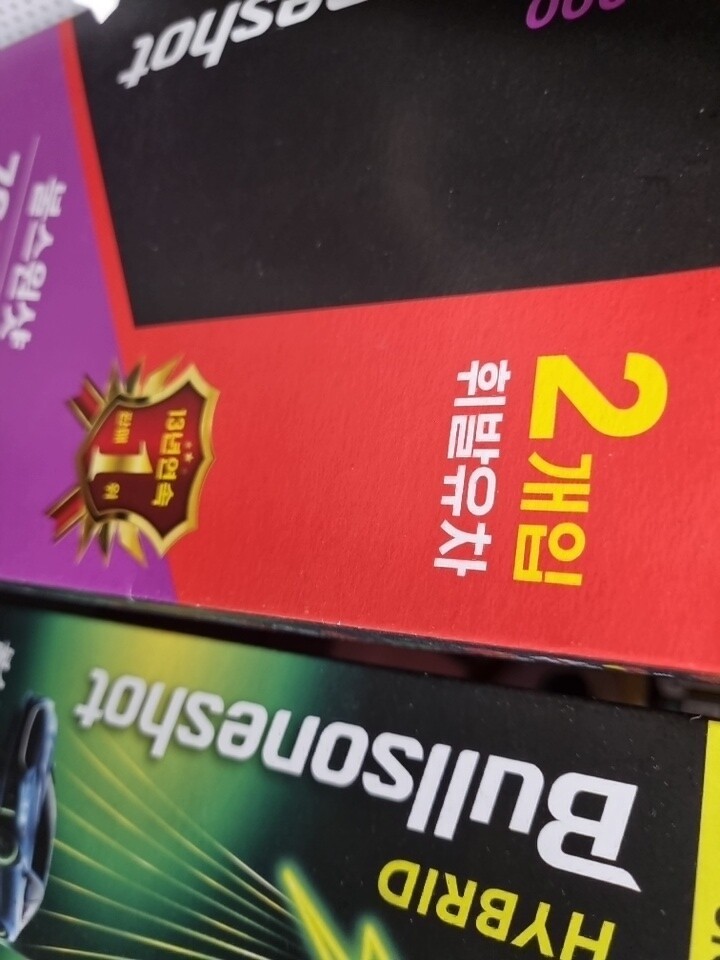 2개입
휘발유차
13년연속
판매
1위
불스원샷
70
Bullsoneshot
HYBRID